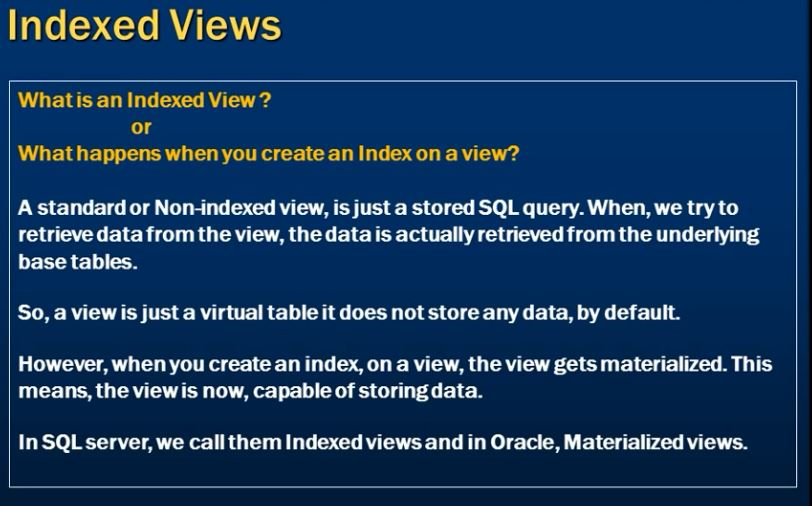 Indexed Views
What is an Indexed View ?
or
What happens when you create an Index on a view?
A standard or Non-indexed view, is just a stored SQL query. When, we try to
retrieve data from the view, the data is actually retrieved from the underlying
base tables.
So, a view is just a virtual table it does not store any data, by default.
However, when you create an index, on a view, the view gets materialized. This
means, the view is now, capable of storing data.
In SQL server, we call them Indexed views and in Oracle, Materialized views.